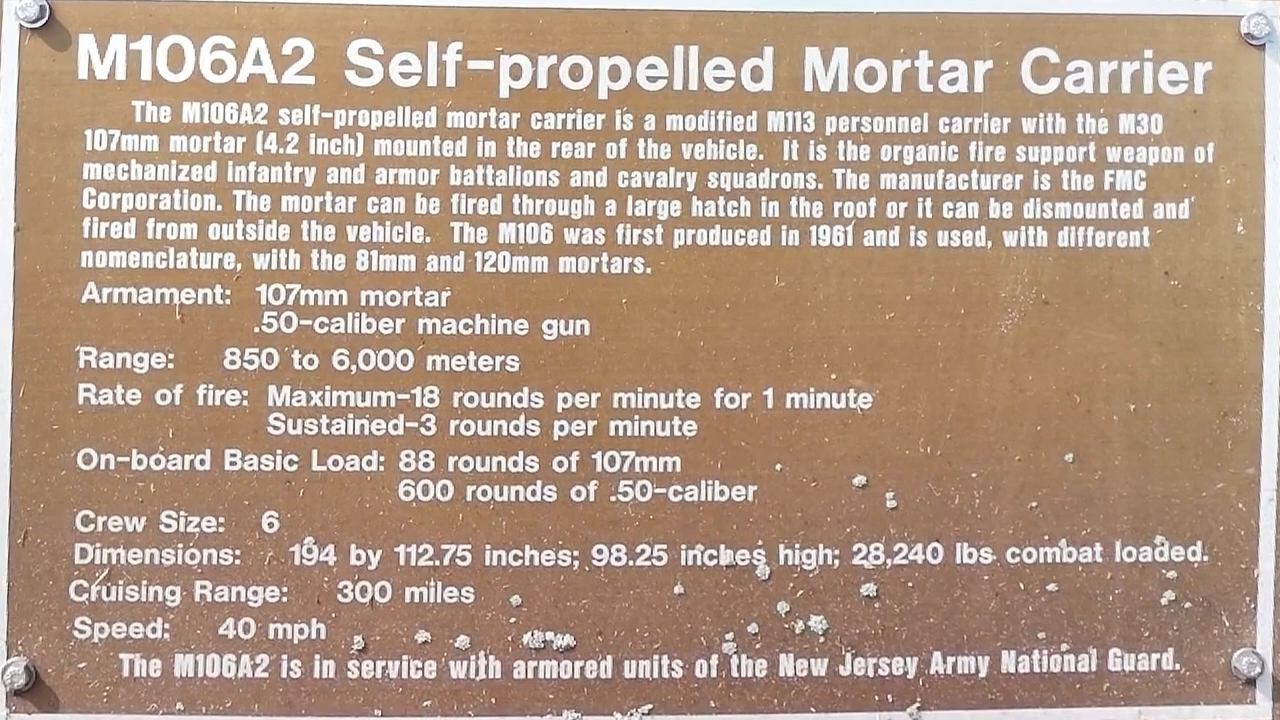 M106A2 Self-propelled Mortar Carrier
The M106A2 self-propelled mortar carrier is a modified M113 personnel carrier with the M30
107mm mortar (4.2 inch) mounted in the rear of the vehicle. It is the organic fire support weapon of
mechanized infantry and armor battalions and cavalry squadrons. The manufacturer is the FMC
Corporation. The mortar can be fired through a large hatch in the roof or it can be dismounted and
fired from outside the vehicle. The M106 was first produced in 1961 and is used, with different
nomenclature, with the 81mm and 120mm mortars.
Armament: 107mm mortar
.50-caliber machine gun
Range: 850 to 6,000 meters
Rate of fire: Maximum-18 rounds per minute for 1 minute
Sustained-3 rounds per minute
On-board Basic Load: 88 rounds of 107mm
600 rounds of .50-caliber
Crew Size: 6
Dimensions: 194 by 112.75 inches; 98.25 inches high; 28,240 lbs combat loaded.
Cruising Range: 300 miles
Speed: 40 mph
The M106A2 is in service with armored units of the New Jersey Army National Guard.